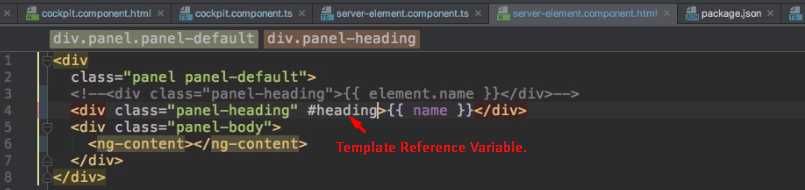 cockpit.component.html × cockpit.component.ts × server-element.component.ts × server-element.component.html × package.json ×
div.panel.panel-default div.panel-heading
1 <div
2 class="panel panel-default">
3 <!--<div class="panel-heading">{{ element.name }}</div>-->
4 <div class="panel-heading" #heading>{{ name }}</div>
5 <div class="panel-body">
6 <ng-content></ng-content>
Template Reference Variable.
7 </div>
8 </div>